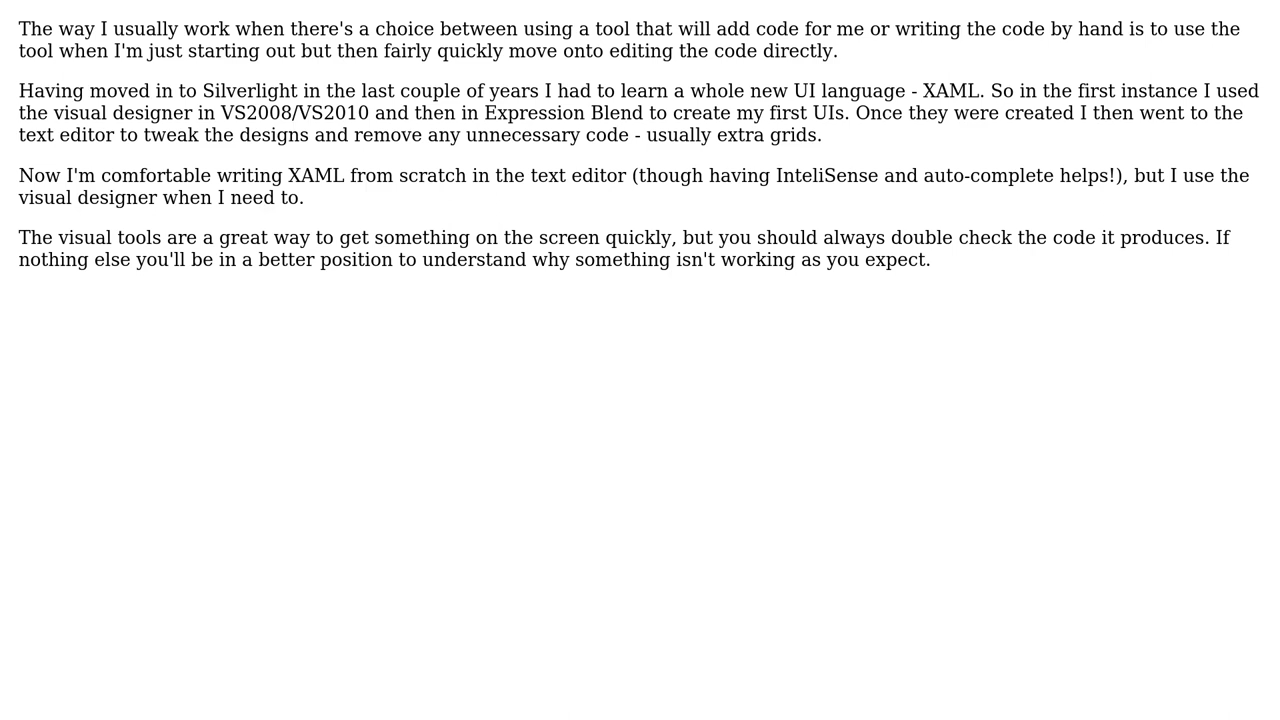 The way I usually work when there's a choice between using a tool that will add code for me or writing the code by hand is to use the
tool when I'm just starting out but then fairly quickly move onto editing the code directly.
Having moved in to Silverlight in the last couple of years I had to learn a whole new UI language - XAML. So in the first instance I used
the visual designer in VS2008/VS2010 and then in Expression Blend to create my first UIs. Once they were created I then went to the
text editor to tweak the designs and remove any unnecessary code - usually extra grids.
Now I'm comfortable writing XAML from scratch in the text editor (though having InteliSense and auto-complete helps!), but I use the
visual designer when I need to.
The visual tools are a great way to get something on the screen quickly, but you should always double check the code it produces. If
nothing else you'll be in a better position to understand why something isn't working as you expect.